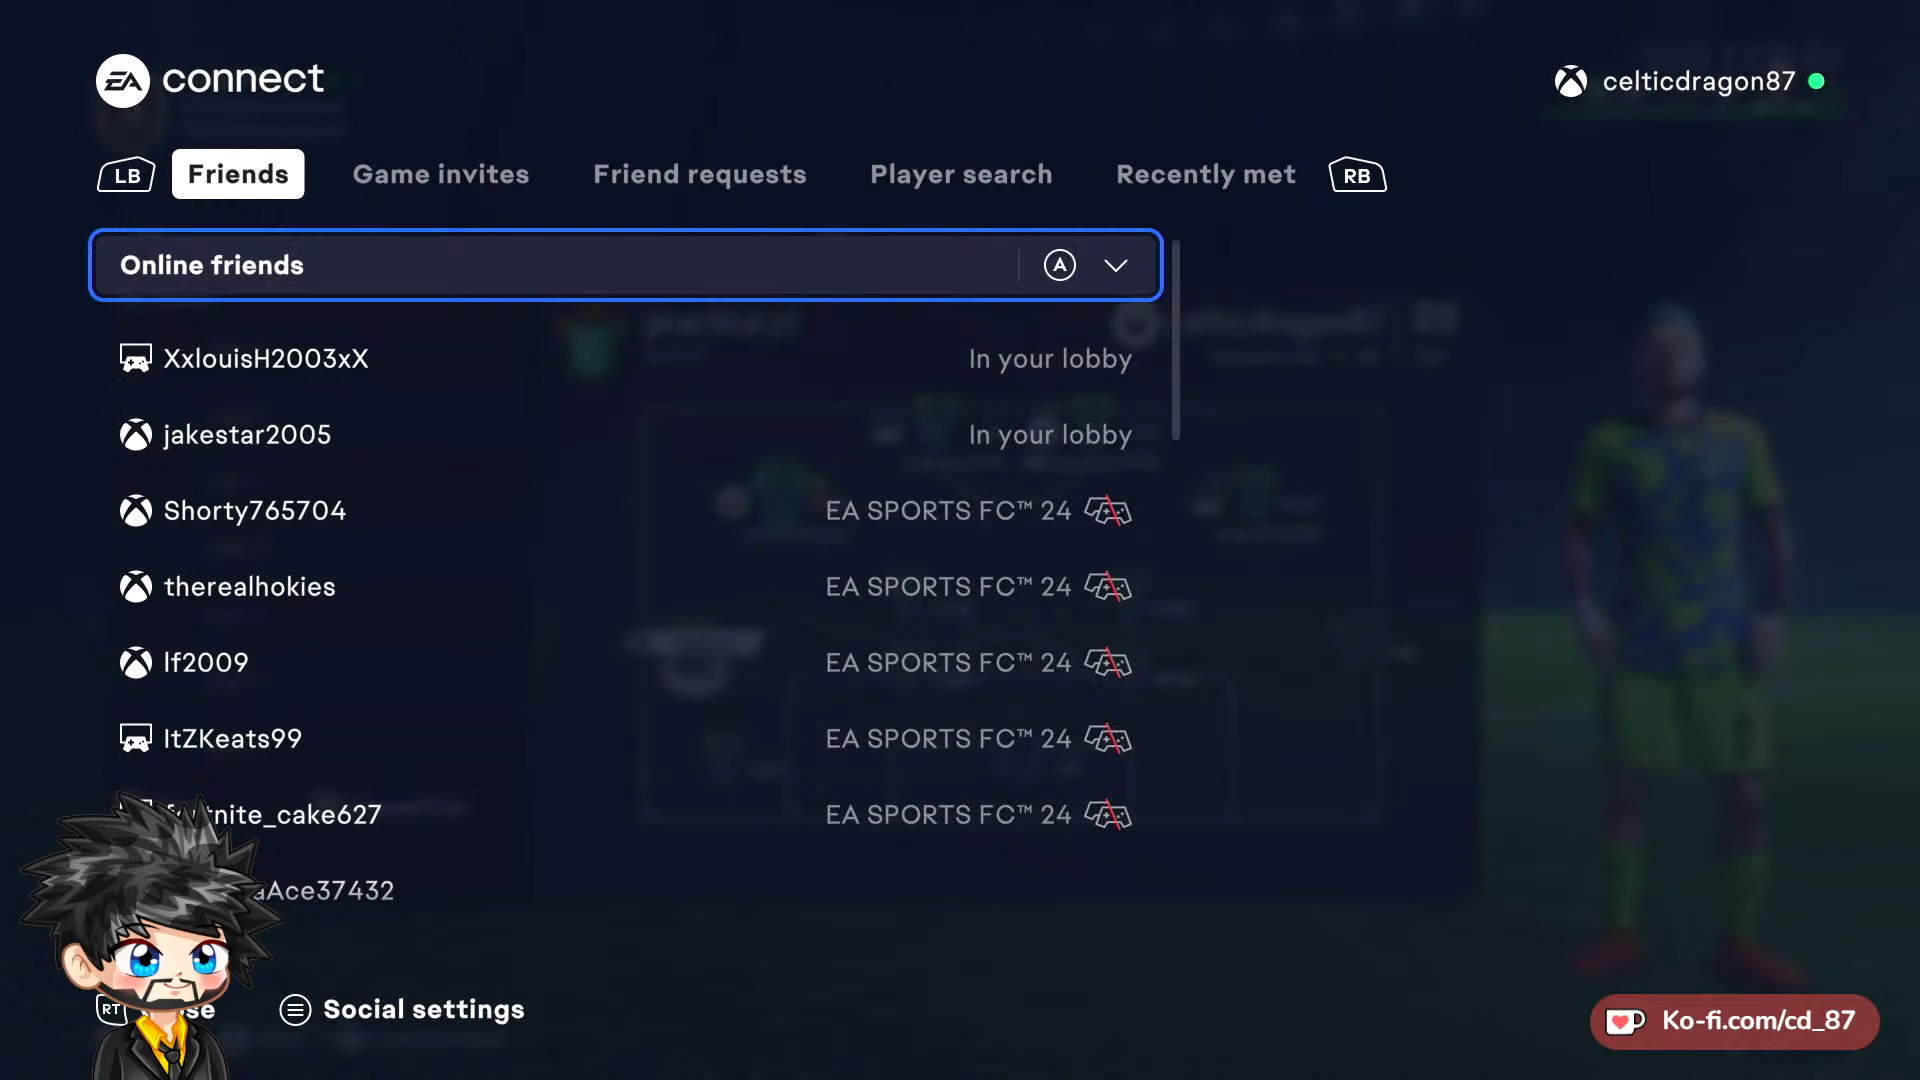 EA connect
celticdragon87
LB Friends Game invites Friend requests Player search Recently met RB
Online friends A
XxlouisH2003xX In your lobby
jakestar2005 In your lobby
Shorty765704 EA SPORTS FC™ 24
therealhokies EA SPORTS FC™ 24
lf2009 EA SPORTS FC™ 24
ItZKeats99 EA SPORTS FC™ 24
EA SPORTS FC™ 24
RT Social settings
Ko-fi.com/cd_87